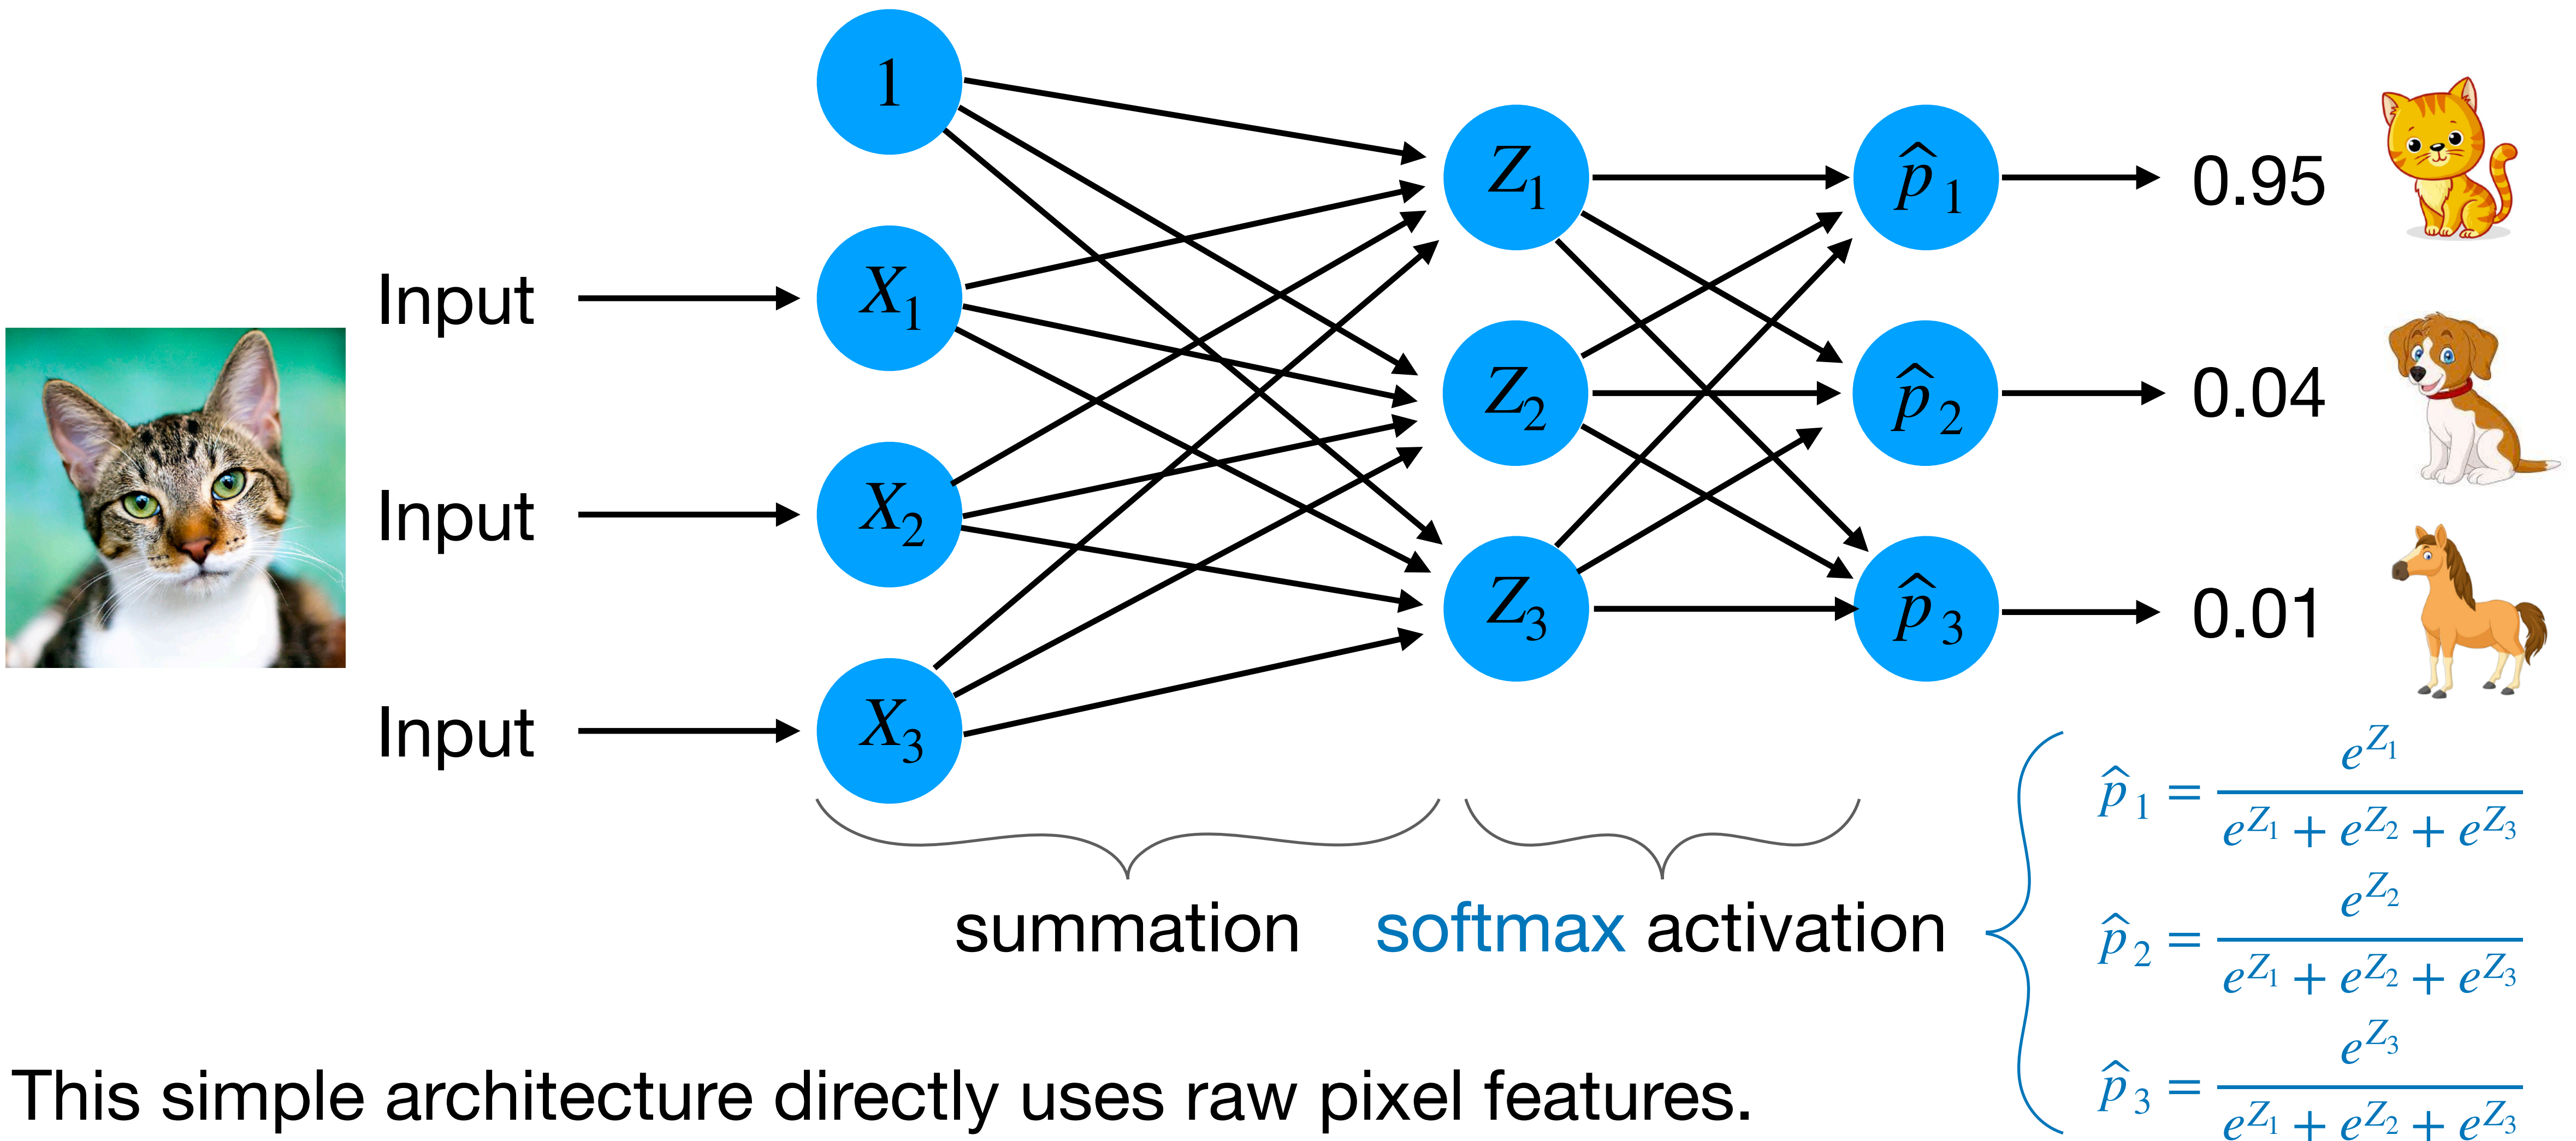 1
Z₁
p̂₁
0.95
Input
X₁
Z₂
p̂₂
0.04
Input
X₂
Z₃
p̂₃
0.01
Input
X₃
summation
softmax activation
p̂₁ = e^{Z₁} / (e^{Z₁} + e^{Z₂} + e^{Z₃})
p̂₂ = e^{Z₂} / (e^{Z₁} + e^{Z₂} + e^{Z₃})
p̂₃ = e^{Z₃} / (e^{Z₁} + e^{Z₂} + e^{Z₃})
This simple architecture directly uses raw pixel features.